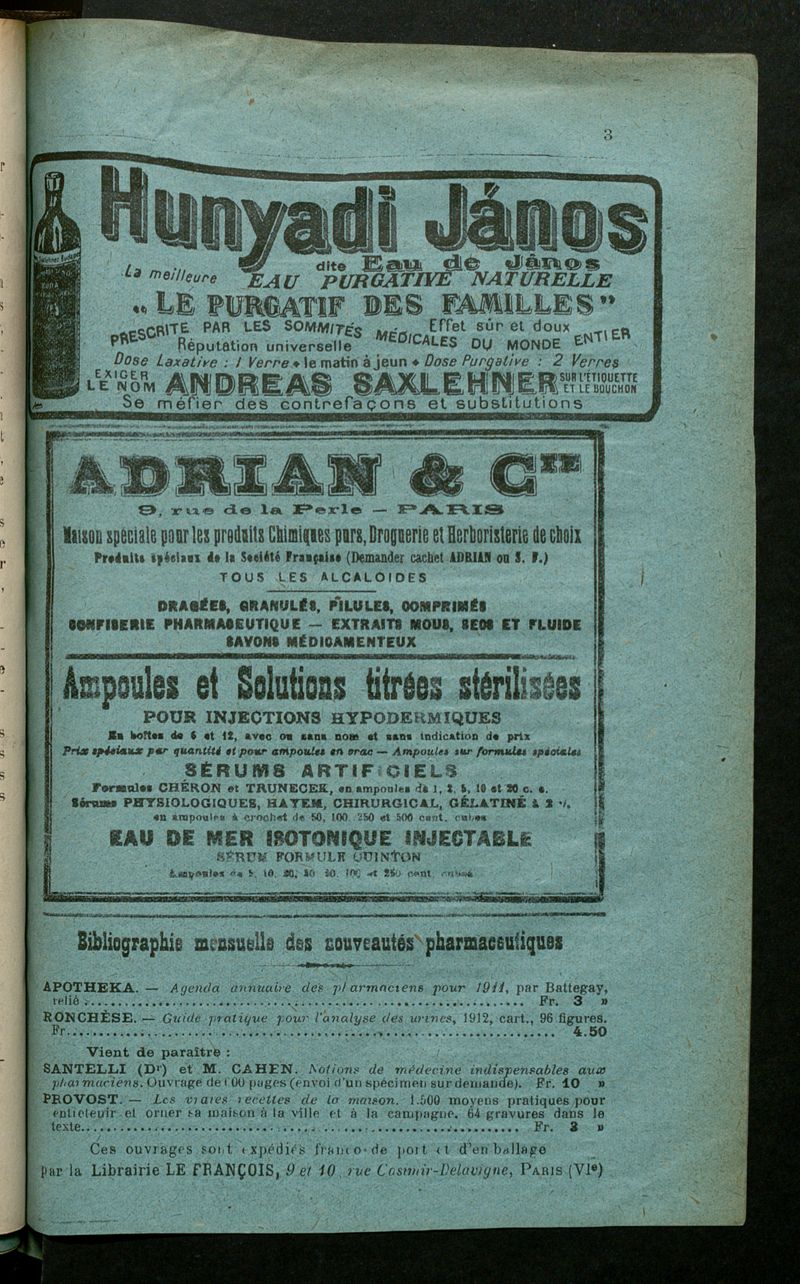 3
Hunyadi János
dite Eau de János
La meilleure EAU PURGATIVE NATURELLE
"LE PURGATIF DES FAMILLES"
PRESCRITE PAR LES SOMMITÉS MÉDICALES DU MONDE ENTIER
Effet sûr et doux
Réputation universelle
Dose Laxative : 1 Verre le matin à jeun Dose Purgative : 2 Verres
EXIGER LE NOM ANDREAS SAXLEHNER SUR L'ÉTIQUETTE ET LE BOUCHON
Se méfier des contrefaçons et substitutions
ADRIAN & CIE
9, rue de la Perle — PARIS
Maison spéciale pour les produits Chimiques purs, Droguerie et Herboristerie de choix
Produits spéciaux de la Société Française (Demander cachet ADRIAN ou S. F.)
TOUS LES ALCALOIDES
DRAGÉES, GRANULÉS, PILULES, COMPRIMÉS
CONFISERIE PHARMACEUTIQUE — EXTRAITS MOUS, SECS ET FLUIDE
SAVONS MÉDICAMENTEUX
Ampoules et Solutions titrées stérilisées
POUR INJECTIONS HYPODERMIQUES
En boîtes de 6 et 12, avec ou sans nom et sans indication de prix
Prix spéciaux par quantité et pour ampoules en vrac — Ampoules sur formules spéciales
SÉRUMS ARTIFICIELS
Formules CHÉRON et TRUNECEK, en ampoules de 1, 2, 5, 10 et 20 c. c.
Sérums PHYSIOLOGIQUES, HAYEM, CHIRURGICAL, GÉLATINÉ à 2 %.
en ampoules à crochet de 50, 100, 250 et 500 cent. cubes
EAU DE MER ISOTONIQUE INJECTABLE
SÉRUM FORMULE QUINTON
Ampoules de 5, 10, 20, 50, 100 et 250 cent. cubes
Bibliographie mensuelle des nouveautés pharmaceutiques
APOTHEKA. — Agenda annuaire des pharmaciens pour 1911, par Battegay,
relié ........ Fr. 3 »
RONCHÈSE. — Guide pratique pour l'analyse des urines, 1912, cart., 96 figures.
Fr. ........ 4.50
Vient de paraître :
SANTELLI (Dr) et M. CAHEN. Notions de médecine indispensables aux
pharmaciens. Ouvrage de 600 pages (envoi d'un spécimen sur demande). Fr. 10 »
PROVOST. — Les vraies recettes de la maison. 1.500 moyens pratiques pour
entretenir et orner sa maison à la ville et à la campagne. 64 gravures dans le
texte ........ Fr. 3 »
Ces ouvrages sont expédiés franco de port et d'emballage
par la Librairie LE FRANÇOIS, 9 et 10, rue Casimir-Delavigne, PARIS (VIe)